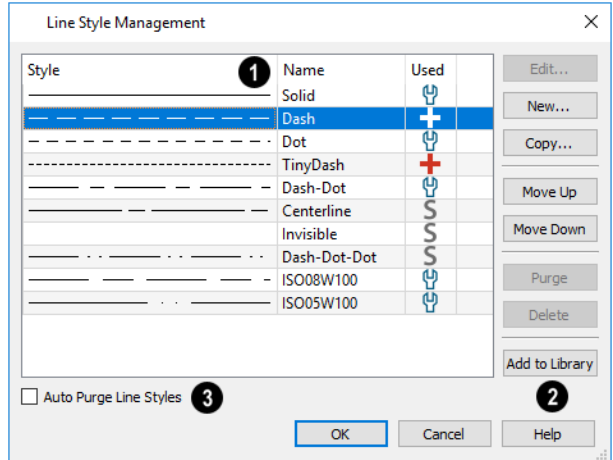 Line Style Management
Style 1 Name Used Edit...
Solid
New...
Dash
Dot Copy...
TinyDash
Dash-Dot Move Up
Centerline S
Invisible S Move Down
Dash-Dot-Dot S
ISO08W100 Purge
ISO05W100
Delete
Add to Library
Auto Purge Line Styles 3 2
OK Cancel Help